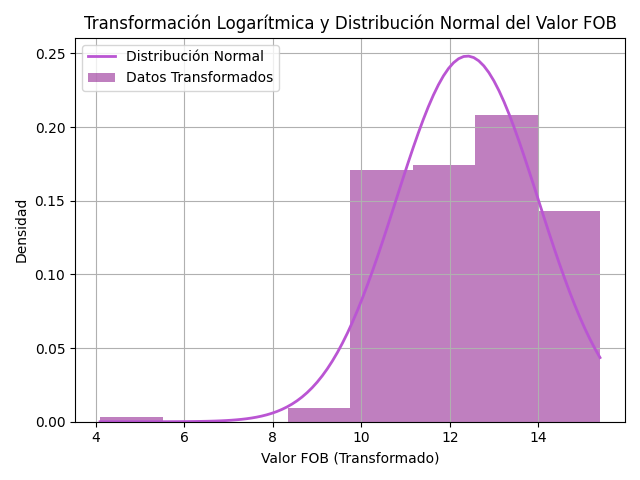 Transformación Logarítmica y Distribución Normal del Valor FOB
Distribución Normal
Datos Transformados
Densidad
0.25
0.20
0.15
0.10
0.05
0.00
4 6 8 10 12 14
Valor FOB (Transformado)